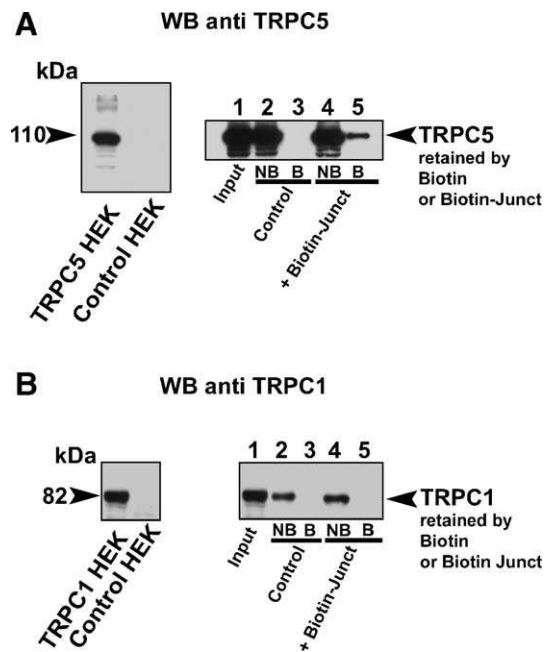 A
WB anti TRPC5
kDa
110
TRPC5 HEK
Control HEK
1 2 3 4 5
Input
NB B NB B
Control
+ Biotin-Junct
TRPC5
retained by
Biotin
or Biotin-Junct
B
WB anti TRPC1
kDa
82
TRPC1 HEK
Control HEK
1 2 3 4 5
Input
NB B NB B
Control
+ Biotin-Junct
TRPC1
retained by
Biotin
or Biotin Junct